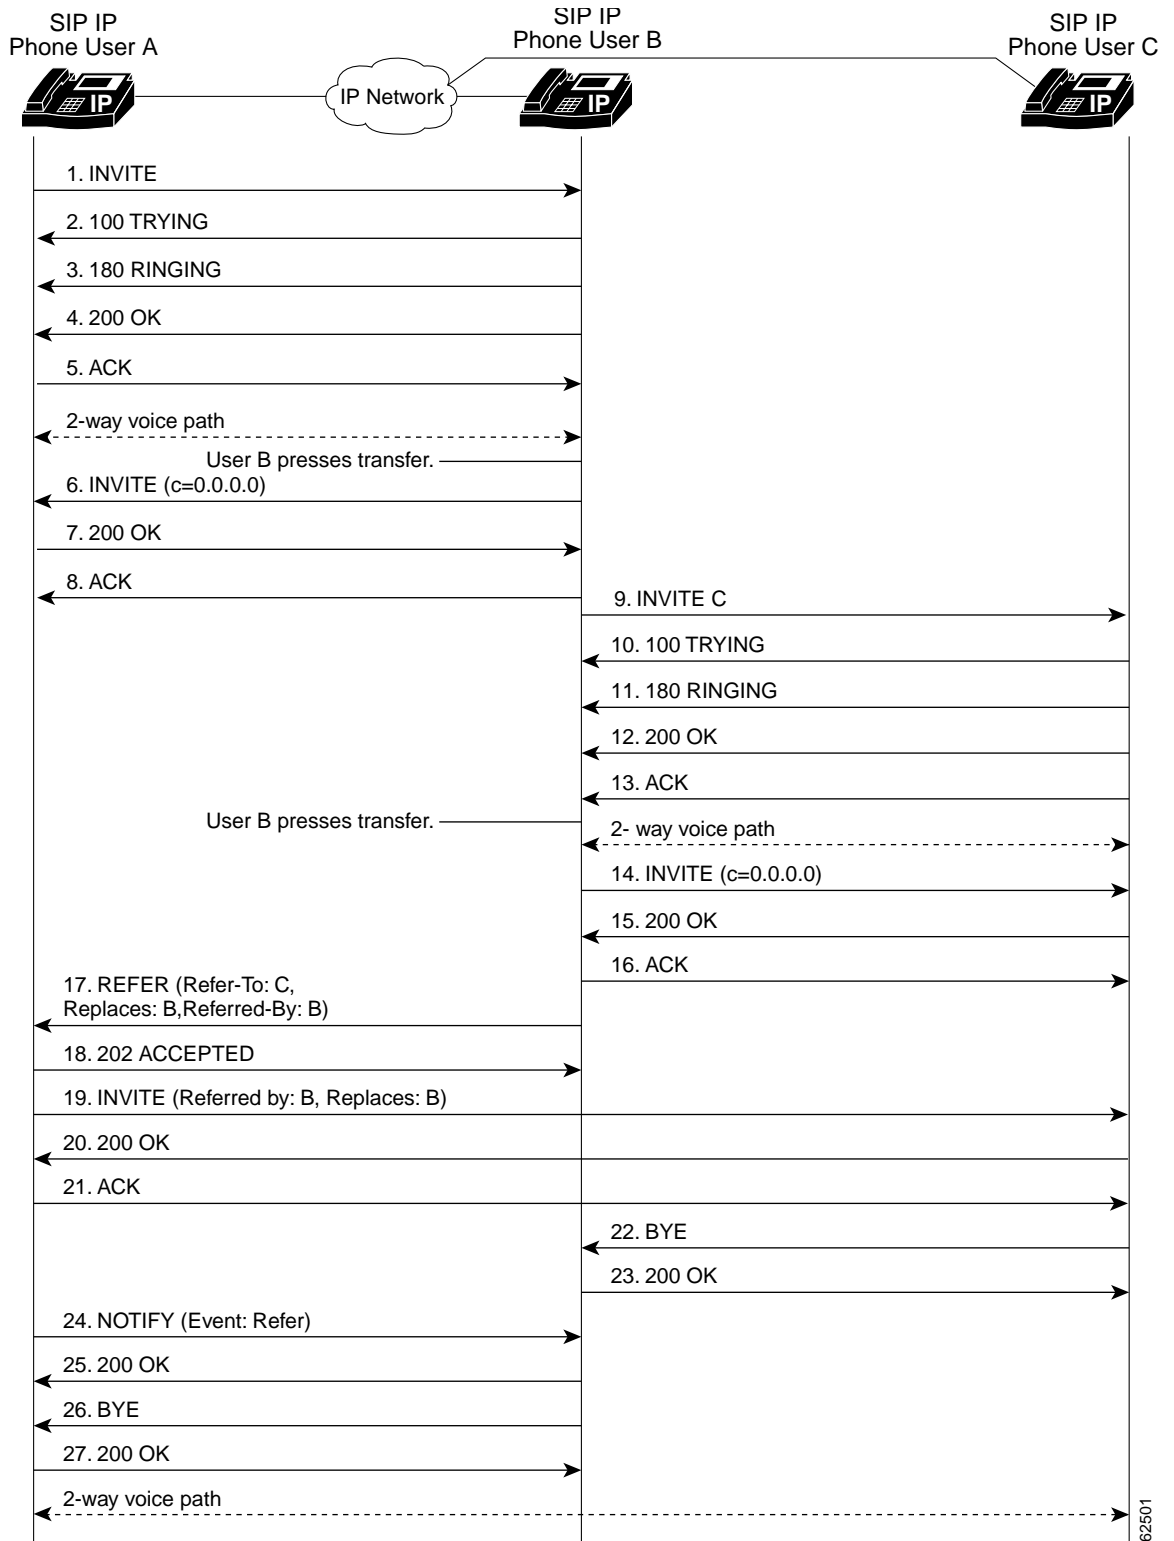 SIP IP
Phone User A
SIP IP
Phone User B
SIP IP
Phone User C
IP
IP Network
IP
IP
1. INVITE
2. 100 TRYING
3. 180 RINGING
4. 200 OK
5. ACK
2-way voice path
User B presses transfer.
6. INVITE (c=0.0.0.0)
7. 200 OK
8. ACK
9. INVITE C
10. 100 TRYING
11. 180 RINGING
12. 200 OK
13. ACK
User B presses transfer.
2- way voice path
14. INVITE (c=0.0.0.0)
15. 200 OK
16. ACK
17. REFER (Refer-To: C,
Replaces: B,Referred-By: B)
18. 202 ACCEPTED
19. INVITE (Referred by: B, Replaces: B)
20. 200 OK
21. ACK
22. BYE
23. 200 OK
24. NOTIFY (Event: Refer)
25. 200 OK
26. BYE
27. 200 OK
2-way voice path
62501